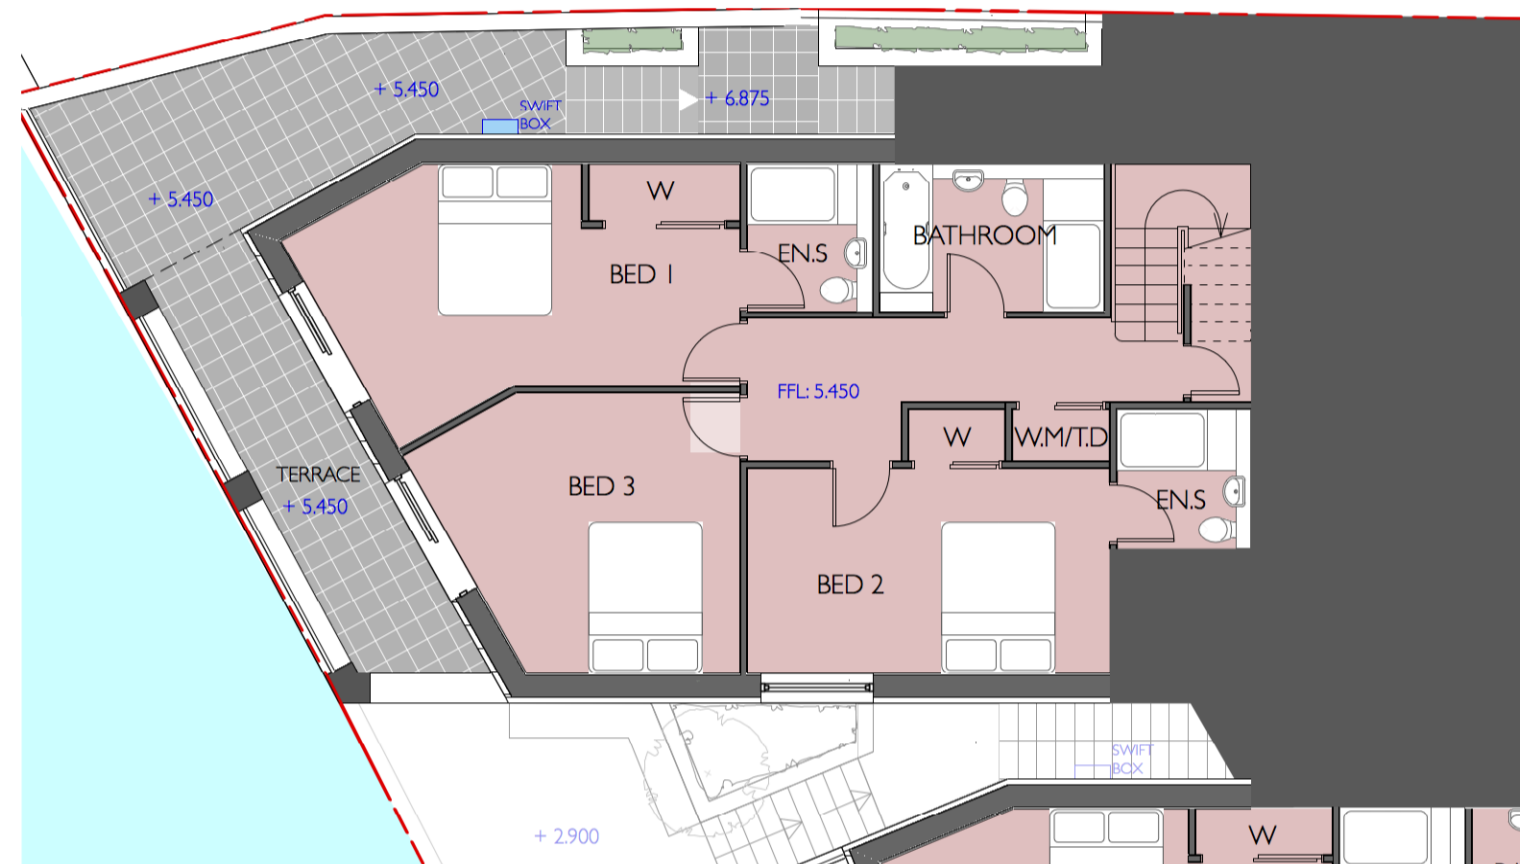 + 5.450
SWIFT
BOX
+ 6.875
+ 5.450
W
BED 1
EN.S
BATHROOM
FFL: 5.450
TERRACE
+ 5.450
BED 3
W
W.M/T.D
EN.S
BED 2
SWIFT
BOX
+ 2.900
W